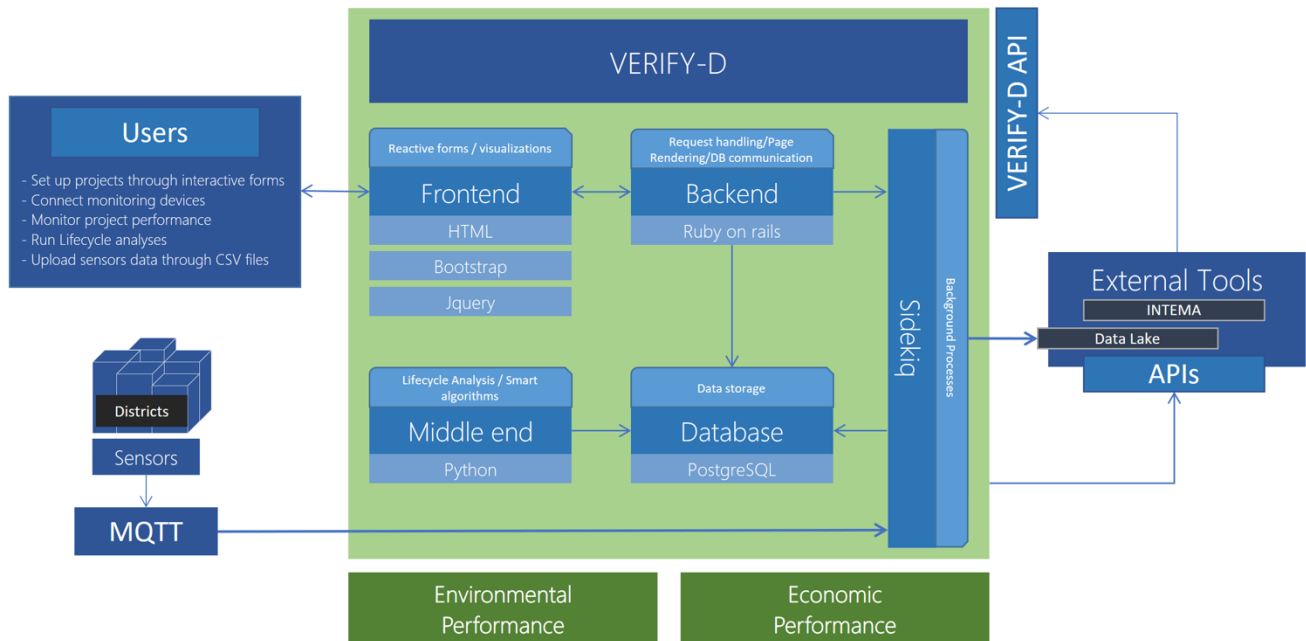 VERIFY-D
VERIFY-D API
Users
- Set up projects through interactive forms
- Connect monitoring devices
- Monitor project performance
- Run Lifecycle analyses
- Upload sensors data through CSV files
Reactive forms / visualizations
Frontend
HTML
Bootstrap
Jquery
Request handling/Page
Rendering/DB communication
Backend
Ruby on rails
Sidekiq
Background Processes
External Tools
INTEMA
Data Lake
APIs
Districts
Sensors
MQTT
Lifecycle Analysis / Smart
algorithms
Middle end
Python
Data storage
Database
PostgreSQL
Environmental
Performance
Economic
Performance